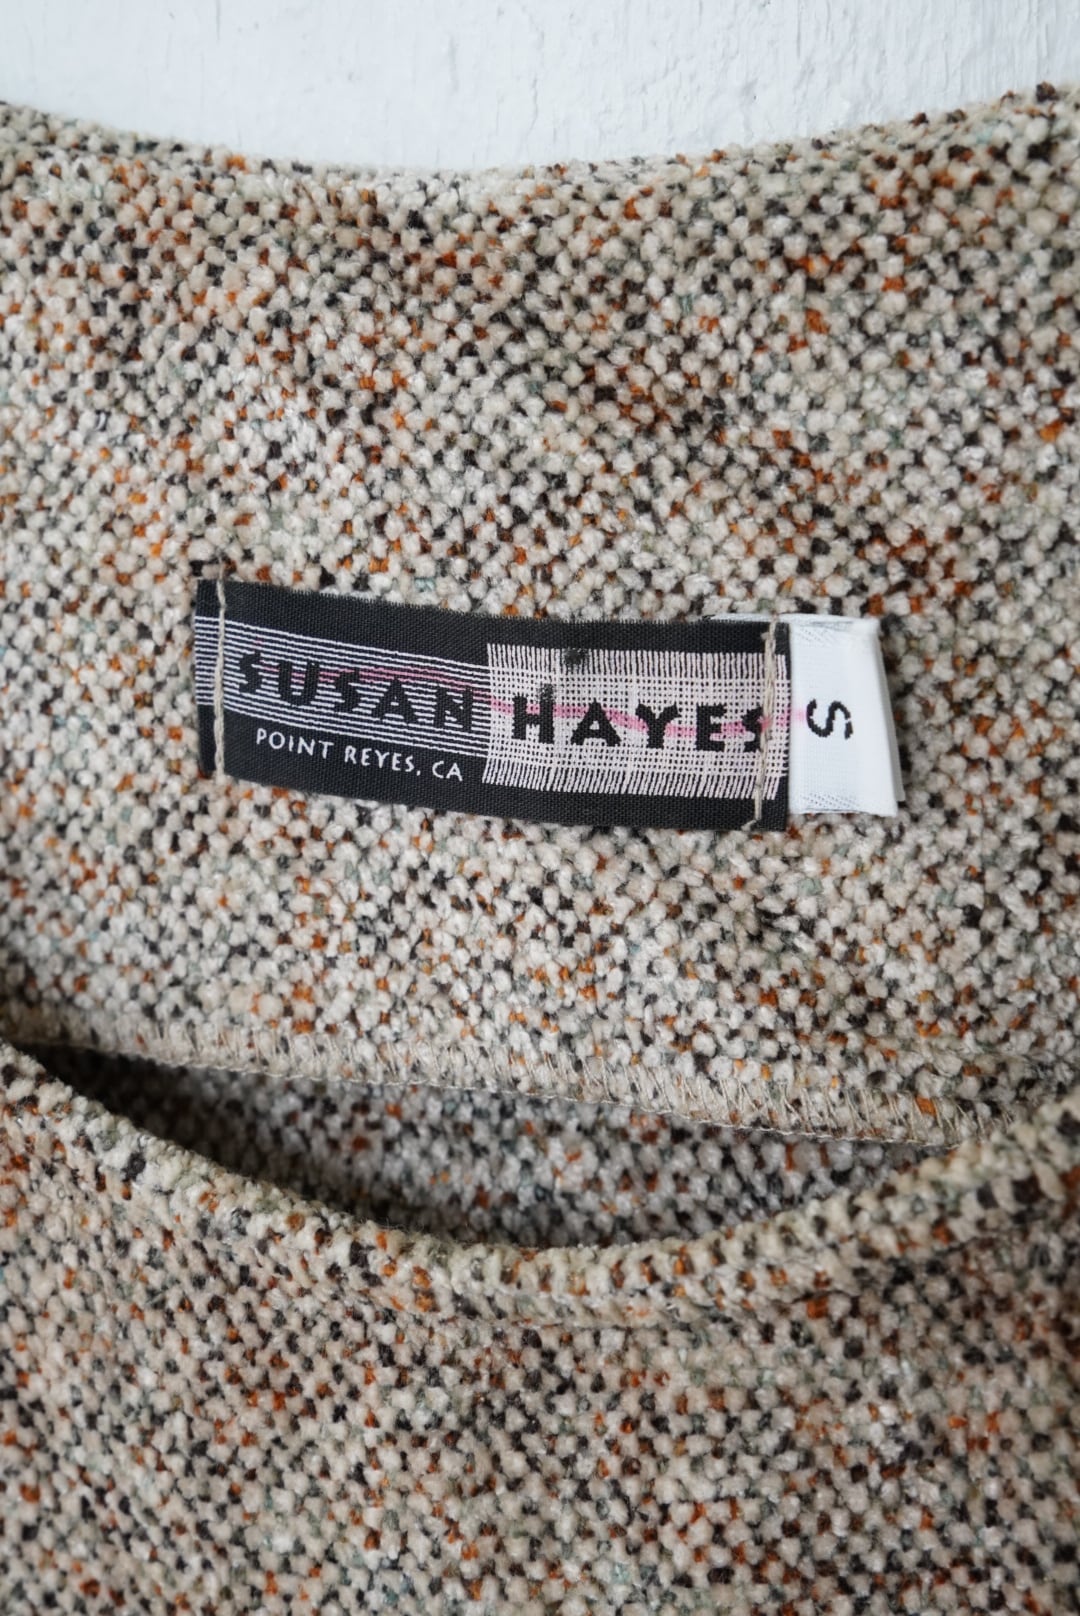 SUSAN HAYES
POINT REYES, CA
S